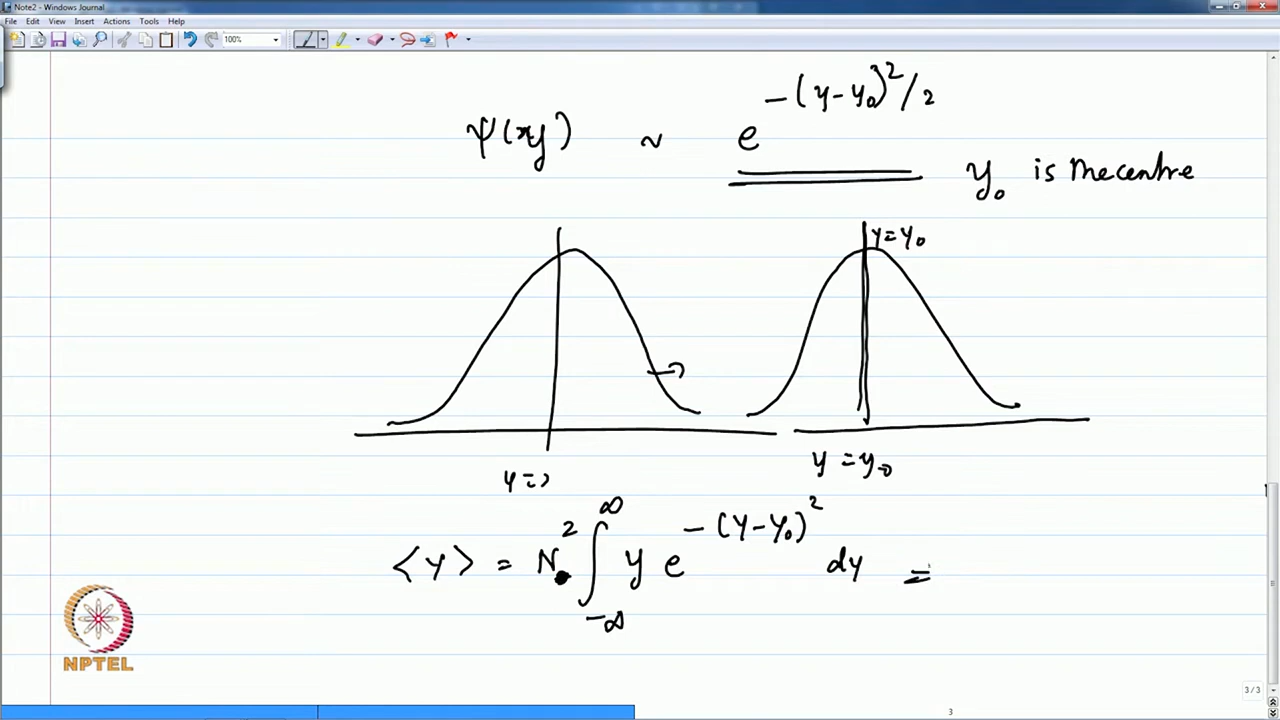 Note2 - Windows Journal
File Edit View Insert Actions Tools Help
100%
ψ(xy) ~ e^{-(y-y₀)²/2}
y₀ is the centre
y=y₀
y = y₀
⟨y⟩ = N² ∫_{-∞}^{∞} y e^{-(y-y₀)²} dy =
NPTEL
3/3
3